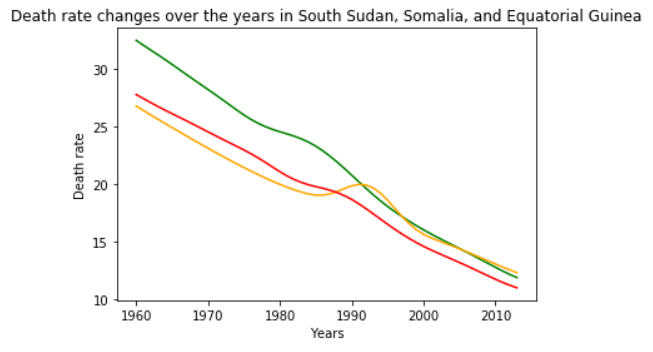 Death rate changes over the years in South Sudan, Somalia, and Equatorial Guinea
30
25
20
15
10
Death rate
1960 1970 1980 1990 2000 2010
Years